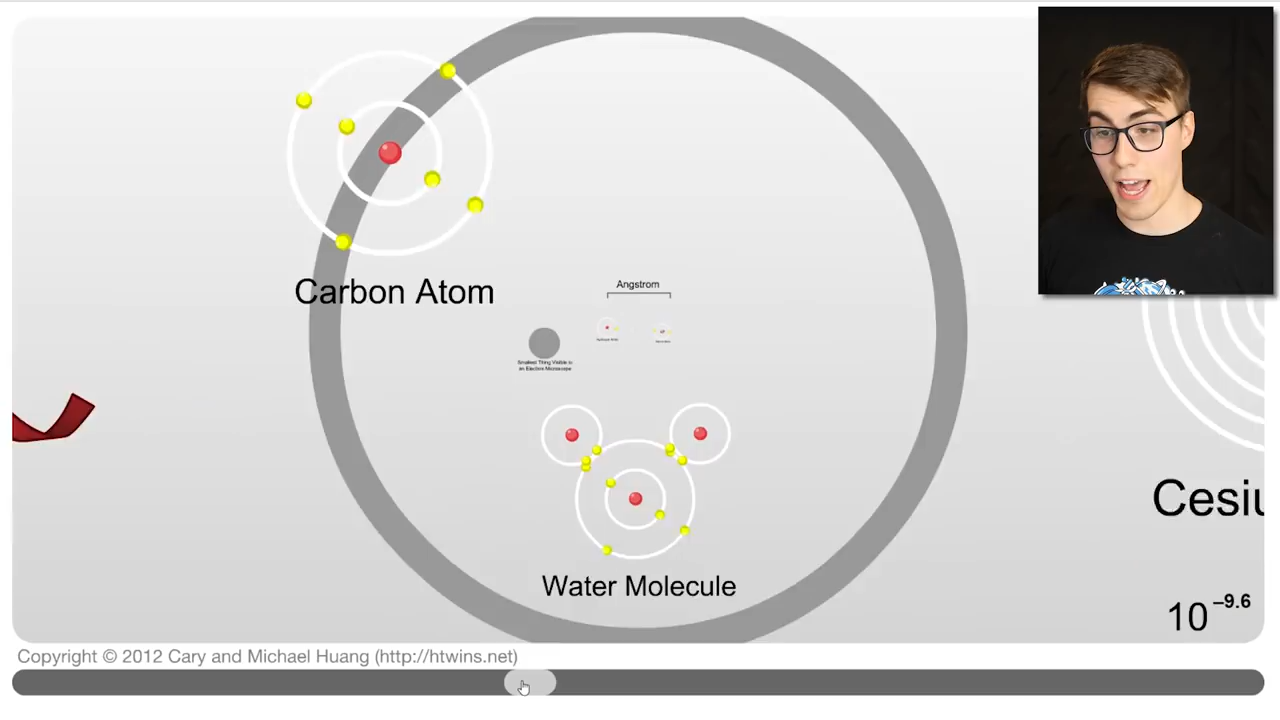 Carbon Atom
Angstrom
Smallest Thing Visible to
an Electron Microscope
Water Molecule
Cesiu
10 –9.6
Copyright © 2012 Cary and Michael Huang (http://htwins.net)